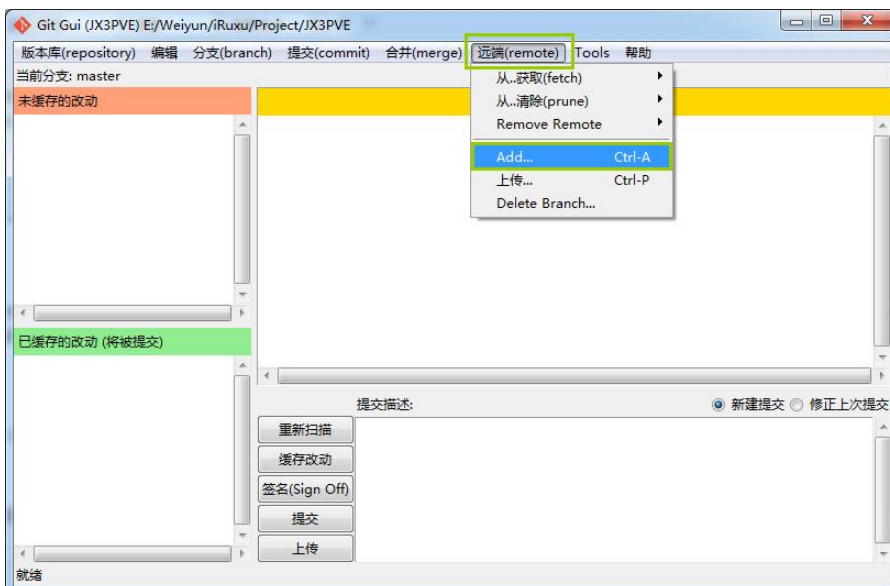 Git Gui (JX3PVE) E:/Weiyun/iRuxu/Project/JX3PVE
版本库(repository) 编辑 分支(branch) 提交(commit) 合并(merge) 远端(remote) Tools 帮助
当前分支: master
从..获取(fetch)
未缓存的改动
从..清除(prune)
Remove Remote
Add... Ctrl-A
上传... Ctrl-P
Delete Branch...
已缓存的改动 (将被提交)
提交描述:
新建提交 修正上次提交
重新扫描
缓存改动
签名(Sign Off)
提交
上传
就绪